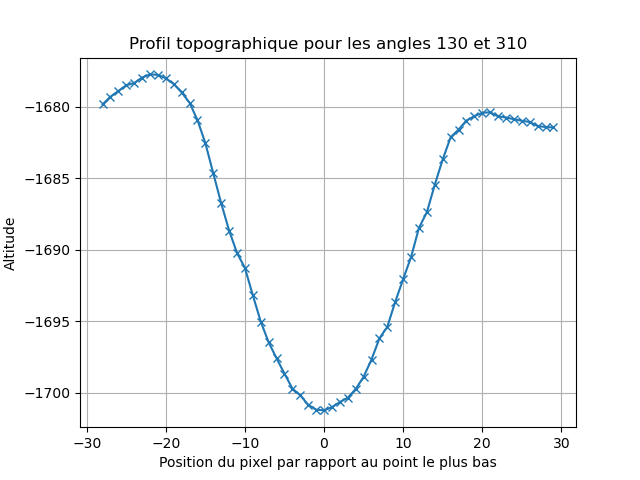 Profil topographique pour les angles 130 et 310
Altitude
−1680
−1685
−1690
−1695
−1700
−30 −20 −10 0 10 20 30
Position du pixel par rapport au point le plus bas